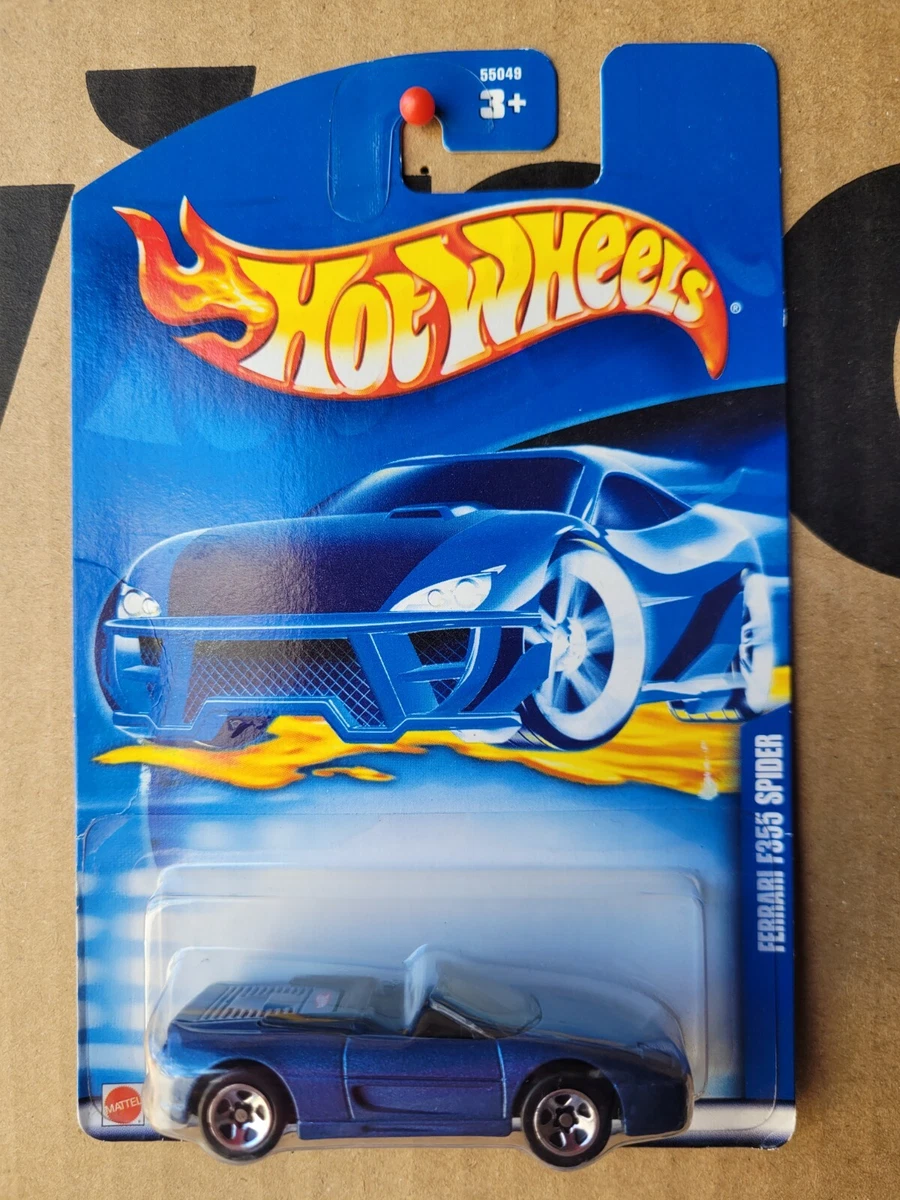 55049
3+
HOT WHEELS
®
FERRARI F355 SPIDER
MATTEL